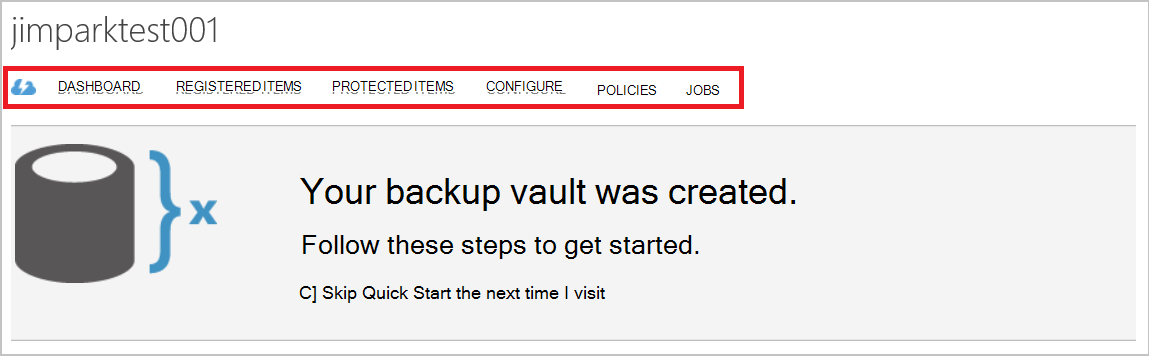 jimparktest001
DASHBOARD REGISTERED ITEMS PROTECTED ITEMS CONFIGURE POLICIES JOBS
Your backup vault was created.
Follow these steps to get started.
C] Skip Quick Start the next time I visit
x